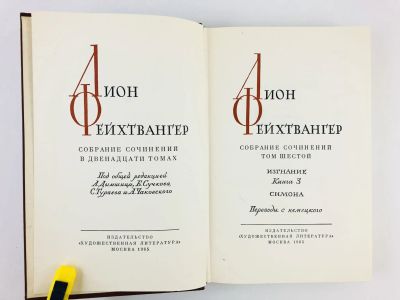 Лион
Фейхтвангер
СОБРАНИЕ СОЧИНЕНИЙ
В ДВЕНАДЦАТИ ТОМАХ
Под общей редакцией
А. Дымшица, Б. Сучкова,
С. Тураева и А. Чаковского
ИЗДАТЕЛЬСТВО
«ХУДОЖЕСТВЕННАЯ ЛИТЕРАТУРА»
МОСКВА 1965
Лион
Фейхтвангер
СОБРАНИЕ СОЧИНЕНИЙ
ТОМ ШЕСТОЙ
ИЗГНАНИЕ
Книга 3
СИМОНА
Переводы с немецкого
ИЗДАТЕЛЬСТВО
«ХУДОЖЕСТВЕННАЯ ЛИТЕРАТУРА»
МОСКВА 1965